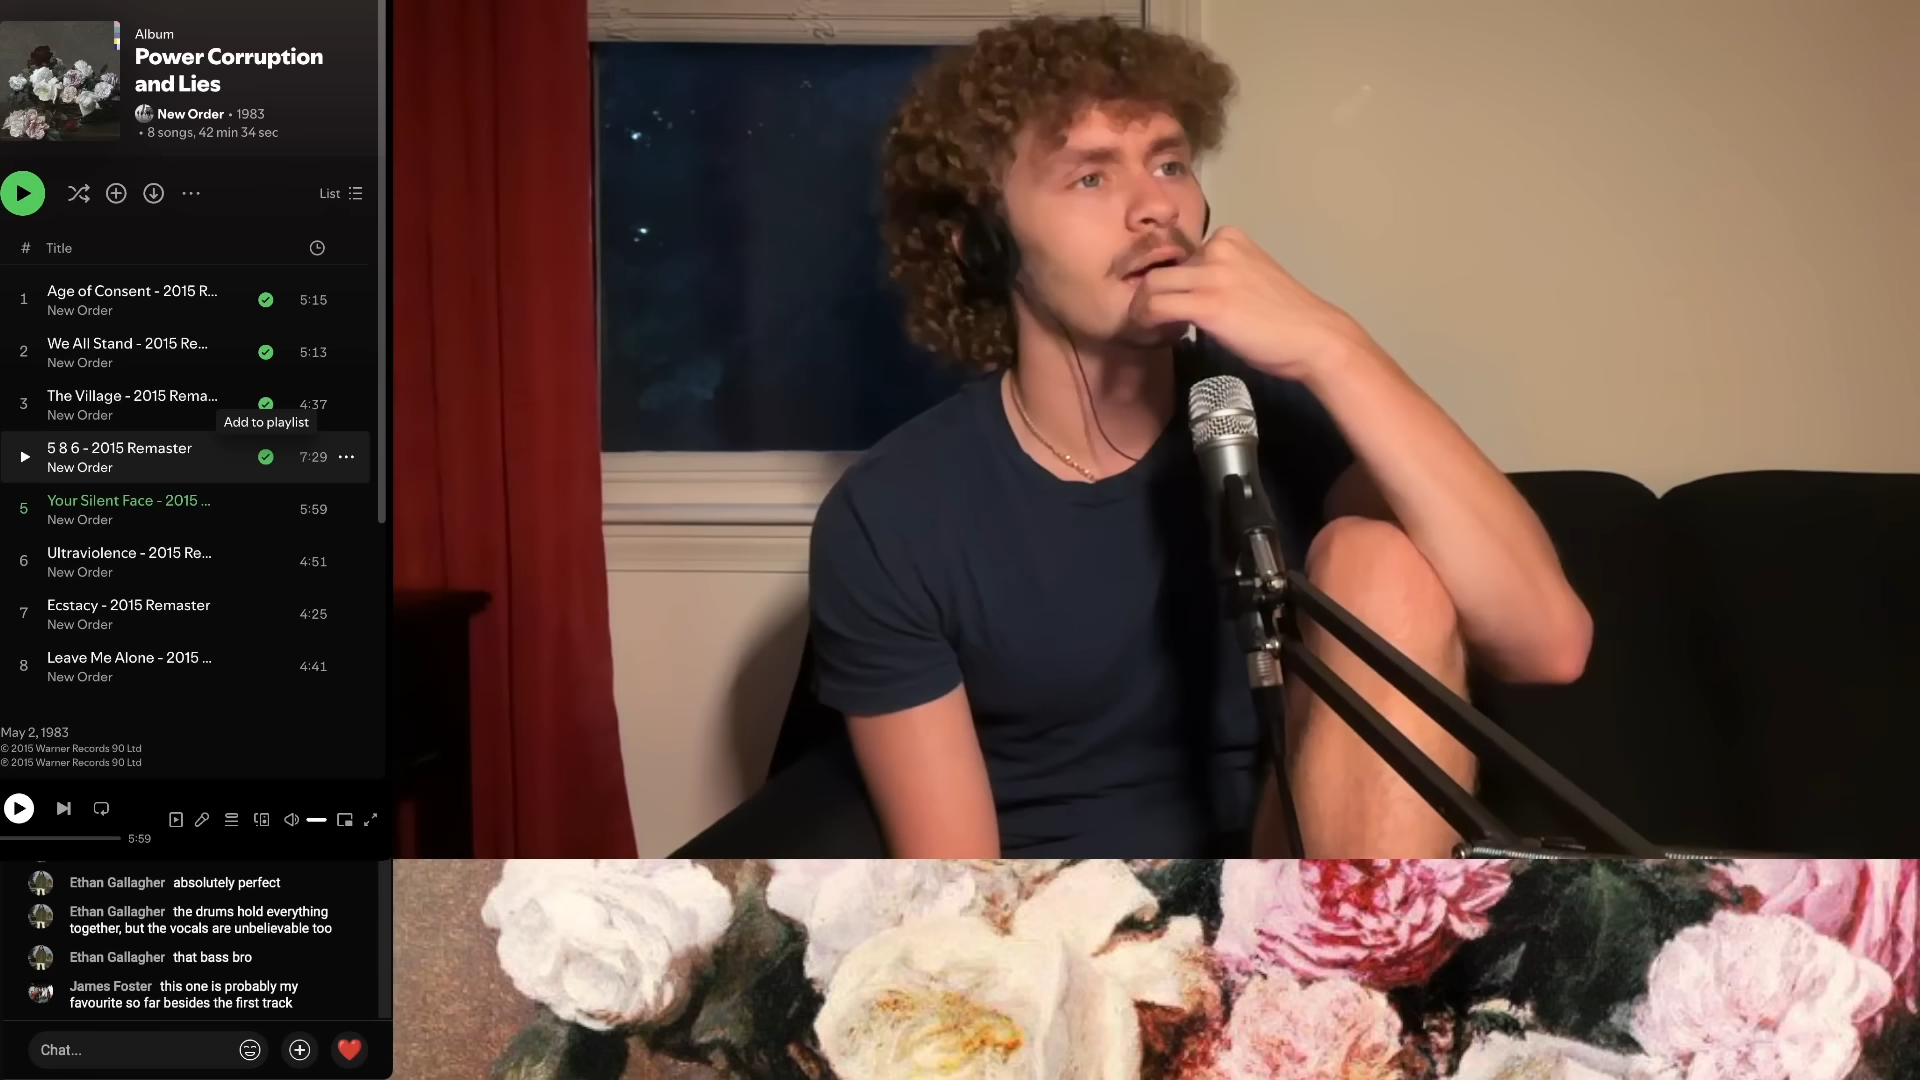 Album
Power Corruption
and Lies
New Order • 1983
• 8 songs, 42 min 34 sec
List
# Title
1 Age of Consent - 2015 R... 5:15
New Order
2 We All Stand - 2015 Re... 5:13
New Order
3 The Village - 2015 Rema... 4:37
New Order
Add to playlist
5 8 6 - 2015 Remaster 7:29
New Order
5 Your Silent Face - 2015 ... 5:59
New Order
6 Ultraviolence - 2015 Re... 4:51
New Order
7 Ecstacy - 2015 Remaster 4:25
New Order
8 Leave Me Alone - 2015 ... 4:41
New Order
May 2, 1983
© 2015 Warner Records 90 Ltd
℗ 2015 Warner Records 90 Ltd
5:59
Ethan Gallagher absolutely perfect
Ethan Gallagher the drums hold everything
together, but the vocals are unbelievable too
Ethan Gallagher that bass bro
James Foster this one is probably my
favourite so far besides the first track
Chat...